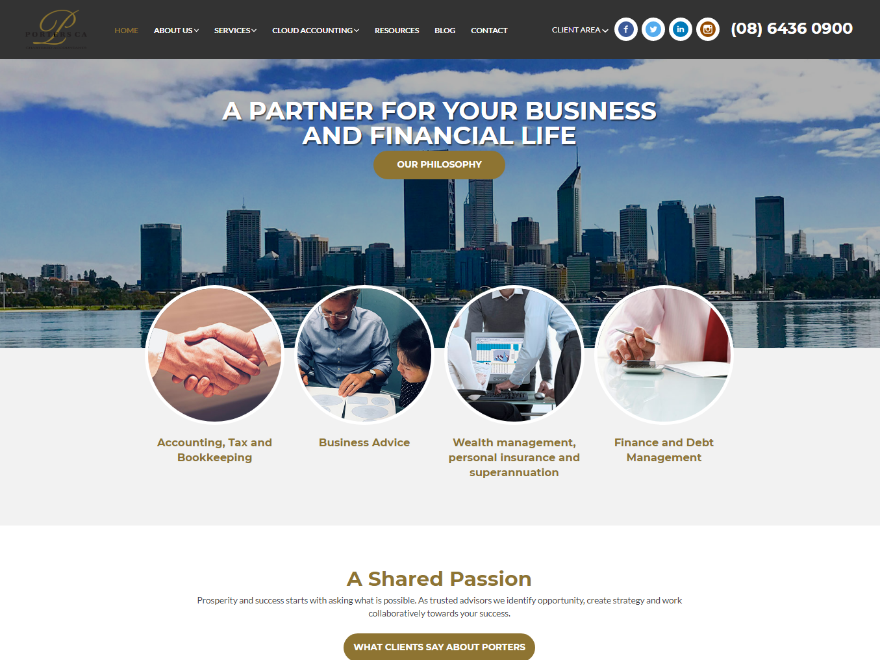 PORTERS CA
HOME
ABOUT US
SERVICES
CLOUD ACCOUNTING
RESOURCES
BLOG
CONTACT
CLIENT AREA
(08) 6436 0900
A PARTNER FOR YOUR BUSINESS
AND FINANCIAL LIFE
OUR PHILOSOPHY
Accounting, Tax and
Bookkeeping
Business Advice
Wealth management,
personal insurance and
superannuation
Finance and Debt
Management
A Shared Passion
Prosperity and success starts with asking what is possible. As trusted advisors we identify opportunity, create strategy and work
collaboratively towards your success.
WHAT CLIENTS SAY ABOUT PORTERS